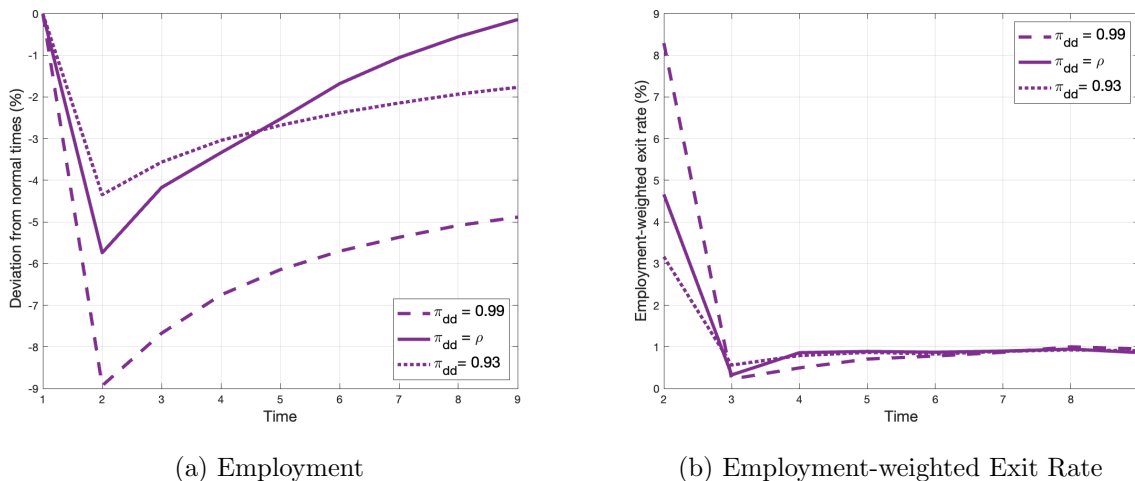 0
-1
-2
-3
-4
-5
-6
-7
-8
-9
Deviation from normal times (%)
1 2 3 4 5 6 7 8 9
Time
π_dd = 0.99
π_dd = ρ
π_dd = 0.93
(a) Employment
9
8
7
6
5
4
3
2
1
0
Employment-weighted exit rate (%)
2 3 4 5 6 7 8
Time
π_dd = 0.99
π_dd = ρ
π_dd = 0.93
(b) Employment-weighted Exit Rate